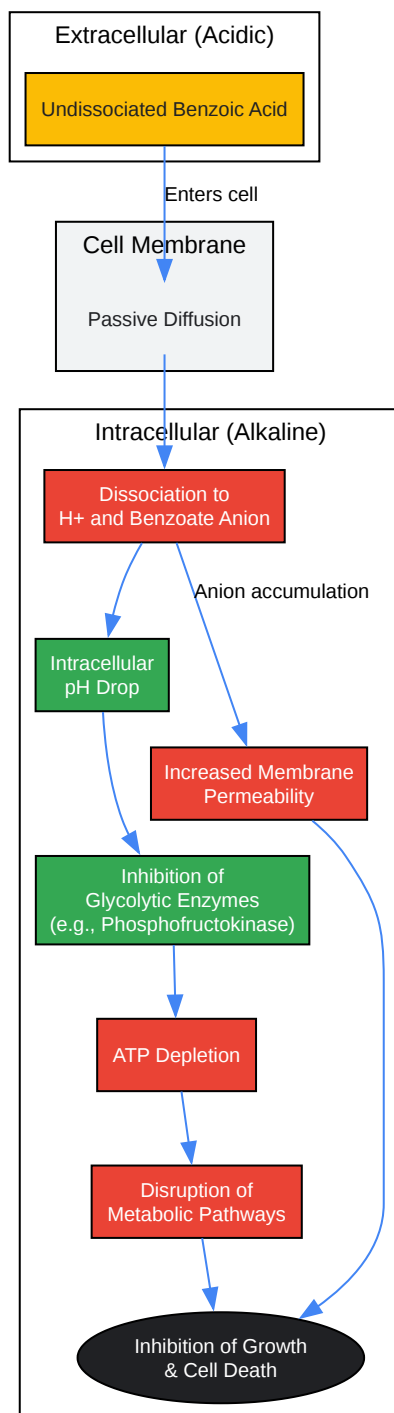 Extracellular (Acidic)
Undissociated Benzoic Acid
Enters cell
Cell Membrane
Passive Diffusion
Intracellular (Alkaline)
Dissociation to
H+ and Benzoate Anion
Anion accumulation
Intracellular
pH Drop
Increased Membrane
Permeability
Inhibition of
Glycolytic Enzymes
(e.g., Phosphofructokinase)
ATP Depletion
Disruption of
Metabolic Pathways
Inhibition of Growth
& Cell Death